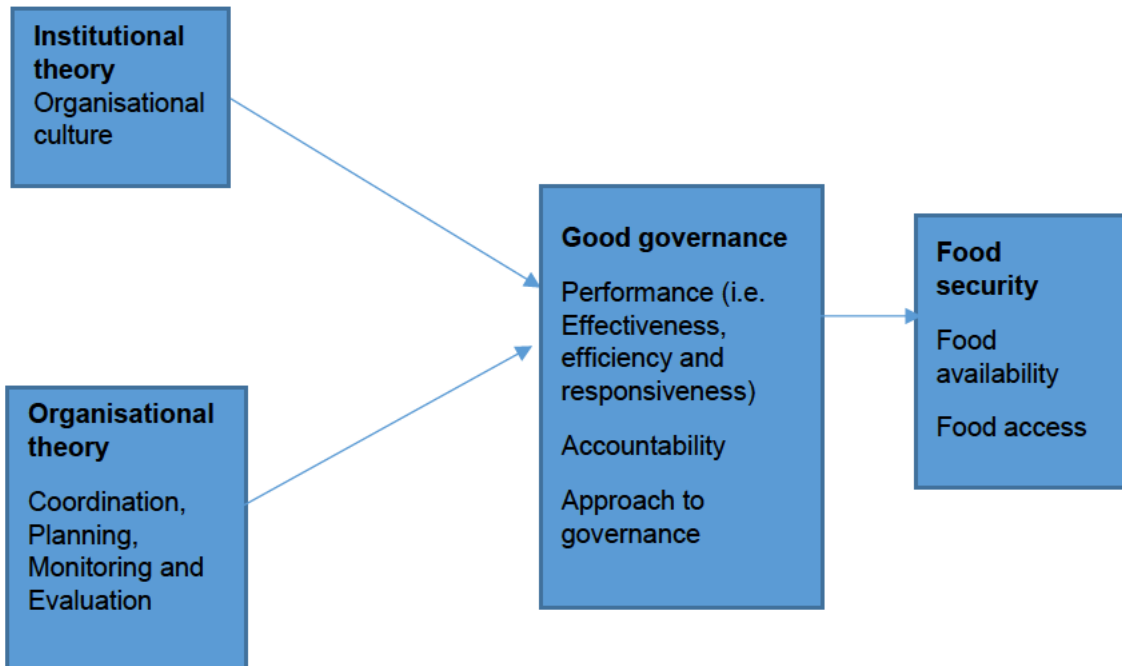 Institutional
theory
Organisational
culture
Organisational
theory
Coordination,
Planning,
Monitoring and
Evaluation
Good governance
Performance (i.e.
Effectiveness,
efficiency and
responsiveness)
Accountability
Approach to
governance
Food
security
Food
availability
Food access